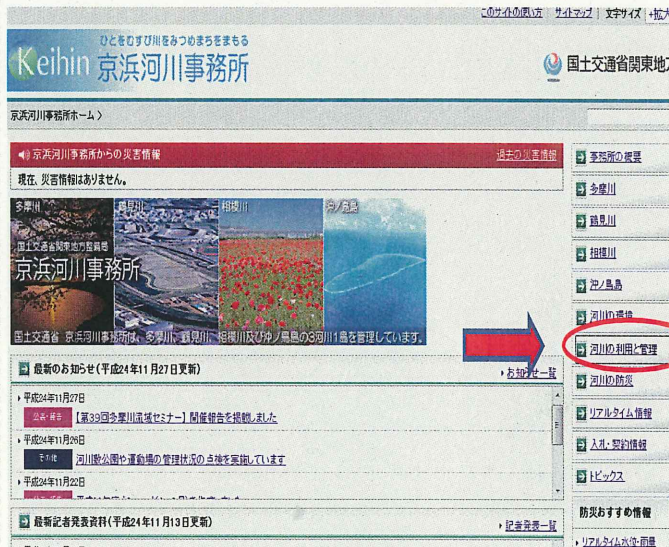 このサイトの使い方 サイトマップ 文字サイズ +拡大
ひとをむすび川をみつめまちをまもる
Keihin 京浜河川事務所
国土交通省関東地方
京浜河川事務所ホーム 〉
京浜河川事務所からの災害情報 過去の災害情報
現在、災害情報はありません。
多摩川 鶴見川 相模川 沖ノ鳥島
国土交通省関東地方整備局
京浜河川事務所
国土交通省 京浜河川事務所は、多摩川、鶴見川、相模川及び沖ノ鳥島の3河川1島を管理しています。
最新のお知らせ(平成24年11月27日更新) お知らせ一覧
平成24年11月27日
公表・報告 【第39回多摩川流域セミナー】開催報告を掲載しました
平成24年11月26日
その他 河川敷公園や運動場の管理状況の点検を実施しています
平成24年11月22日
最新記者発表資料(平成24年11月13日更新) 記者発表一覧
事務所の概要
多摩川
鶴見川
相模川
沖ノ鳥島
河川の環境
河川の利用と管理
河川の防災
リアルタイム情報
入札・契約情報
トピックス
防災おすすめ情報
リアルタイム水位・雨量